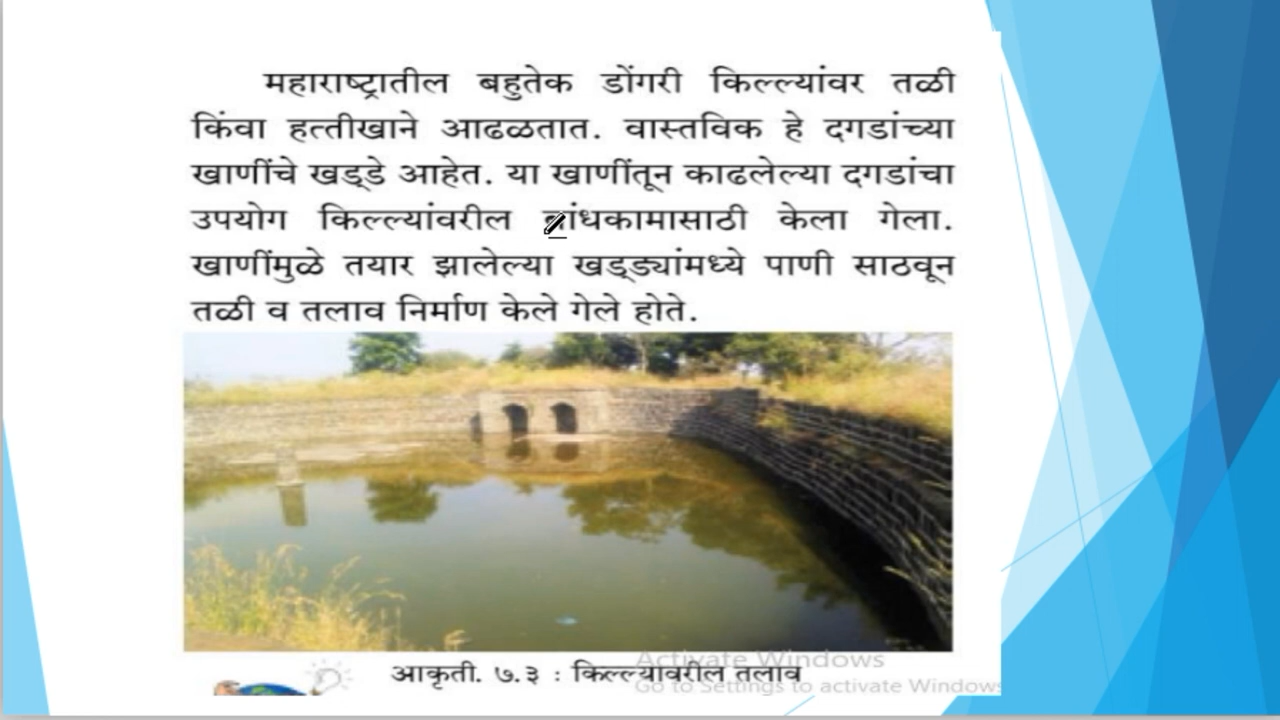 महाराष्ट्रातील बहुतेक डोंगरी किल्ल्यांवर तळी
किंवा हत्तीखाने आढळतात. वास्तविक हे दगडांच्या
खाणींचे खड्डे आहेत. या खाणींतून काढलेल्या दगडांचा
उपयोग किल्ल्यांवरील बांधकामासाठी केला गेला.
खाणींमुळे तयार झालेल्या खड्ड्यांमध्ये पाणी साठवून
तळी व तलाव निर्माण केले गेले होते.
आकृती. ७.३ : किल्ल्यावरील तलाव
Activate Windows
Go to Settings to activate Windows